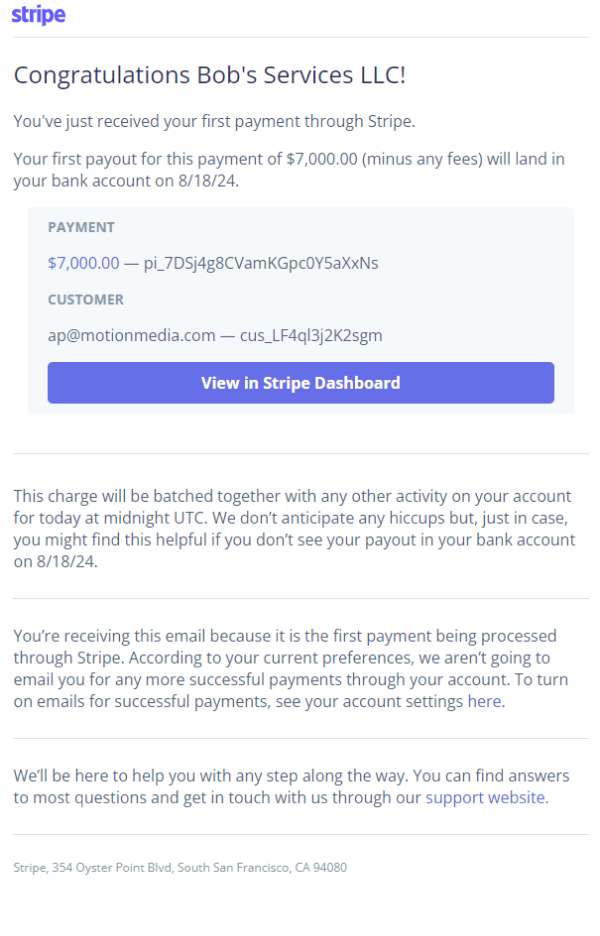 stripe
Congratulations Bob's Services LLC!
You've just received your first payment through Stripe.
Your first payout for this payment of $7,000.00 (minus any fees) will land in
your bank account on 8/18/24.
PAYMENT
$7,000.00 — pi_7DSj4g8CVamKGpc0Y5aXxNs
CUSTOMER
ap@motionmedia.com — cus_LF4ql3j2K2sgm
View in Stripe Dashboard
This charge will be batched together with any other activity on your account
for today at midnight UTC. We don’t anticipate any hiccups but, just in case,
you might find this helpful if you don’t see your payout in your bank account
on 8/18/24.
You’re receiving this email because it is the first payment being processed
through Stripe. According to your current preferences, we aren’t going to
email you for any more successful payments through your account. To turn
on emails for successful payments, see your account settings here.
We’ll be here to help you with any step along the way. You can find answers
to most questions and get in touch with us through our support website.
Stripe, 354 Oyster Point Blvd, South San Francisco, CA 94080